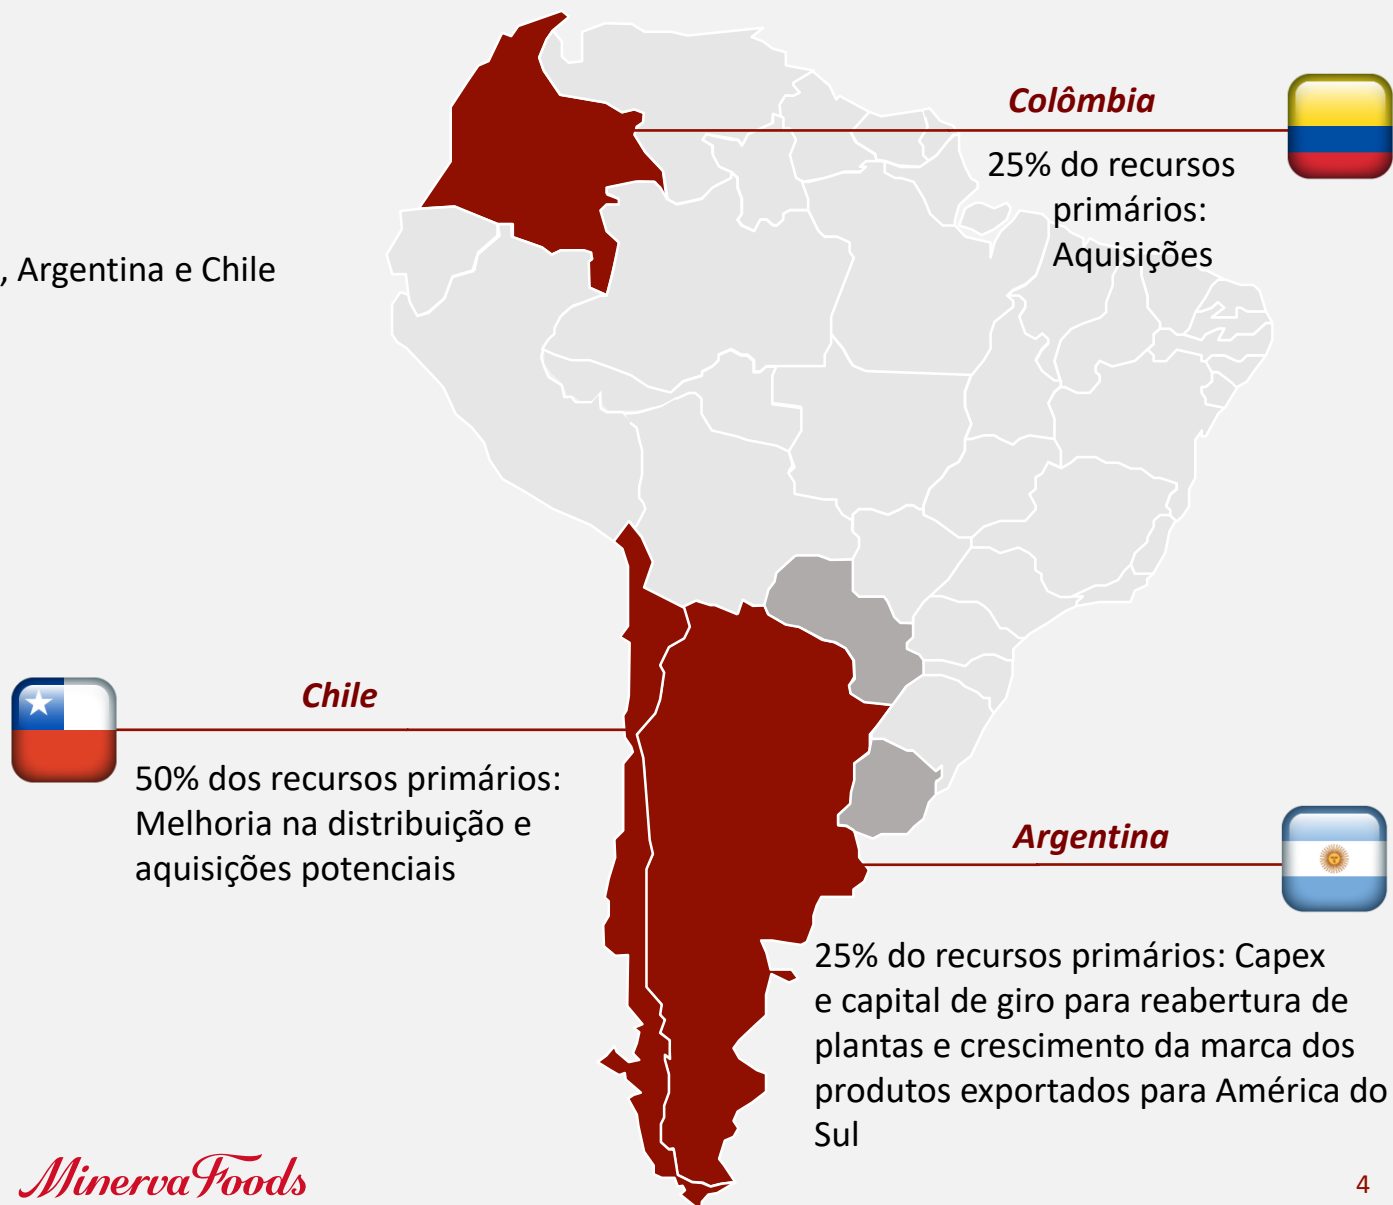 Colômbia
25% do recursos
primários:
Aquisições
, Argentina e Chile
Chile
50% dos recursos primários:
Melhoria na distribuição e
aquisições potenciais
Argentina
25% do recursos primários: Capex
e capital de giro para reabertura de
plantas e crescimento da marca dos
produtos exportados para América do
Sul
Minerva Foods
4